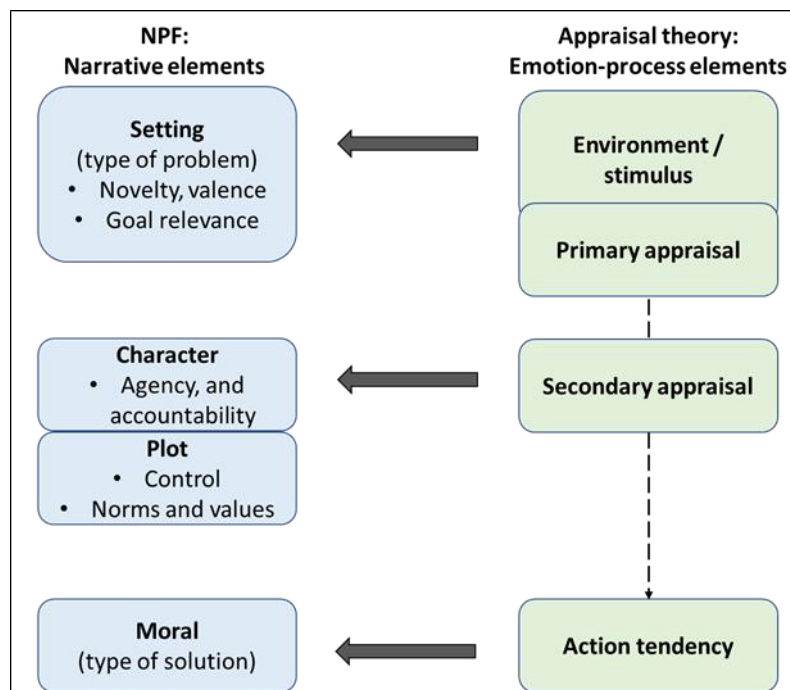 NPF:
Narrative elements
Setting
(type of problem)
• Novelty, valence
• Goal relevance
Character
• Agency, and
accountability
Plot
• Control
• Norms and values
Moral
(type of solution)
Appraisal theory:
Emotion-process elements
Environment /
stimulus
Primary appraisal
Secondary appraisal
Action tendency